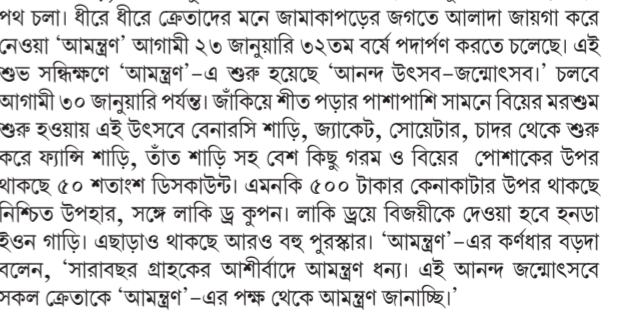 পথ চলা। ধীরে ধীরে ক্রেতাদের মনে জামাকাপড়ের জগতে আলাদা জায়গা করে
নেওয়া ‘আমন্ত্রণ’ আগামী ২৩ জানুয়ারি ৩২তম বর্ষে পদার্পণ করতে চলেছে। এই
শুভ সন্ধিক্ষণে ‘আমন্ত্রণ’-এ শুরু হয়েছে ‘আনন্দ উৎসব-জন্মোৎসব।’ চলবে
আগামী ৩০ জানুয়ারি পর্যন্ত। জাঁকিয়ে শীত পড়ার পাশাপাশি সামনে বিয়ের মরশুম
শুরু হওয়ায় এই উৎসবে বেনারসি শাড়ি, জ্যাকেট, সোয়েটার, চাদর থেকে শুরু
করে ফ্যান্সি শাড়ি, তাঁত শাড়ি সহ বেশ কিছু গরম ও বিয়ের পোশাকের উপর
থাকছে ৫০ শতাংশ ডিসকাউন্ট। এমনকি ৫০০ টাকার কেনাকাটার উপর থাকছে
নিশ্চিত উপহার, সঙ্গে লাকি ড্র কুপন। লাকি ড্রয়ে বিজয়ীকে দেওয়া হবে হনডা
ইওন গাড়ি। এছাড়াও থাকছে আরও বহু পুরস্কার। ‘আমন্ত্রণ’-এর কর্ণধার বড়দা
বলেন, ‘সারাবছর গ্রাহকের আশীর্বাদে আমন্ত্রণ ধন্য। এই আনন্দ জন্মোৎসবে
সকল ক্রেতাকে ‘আমন্ত্রণ’-এর পক্ষ থেকে আমন্ত্রণ জানাচ্ছি।’